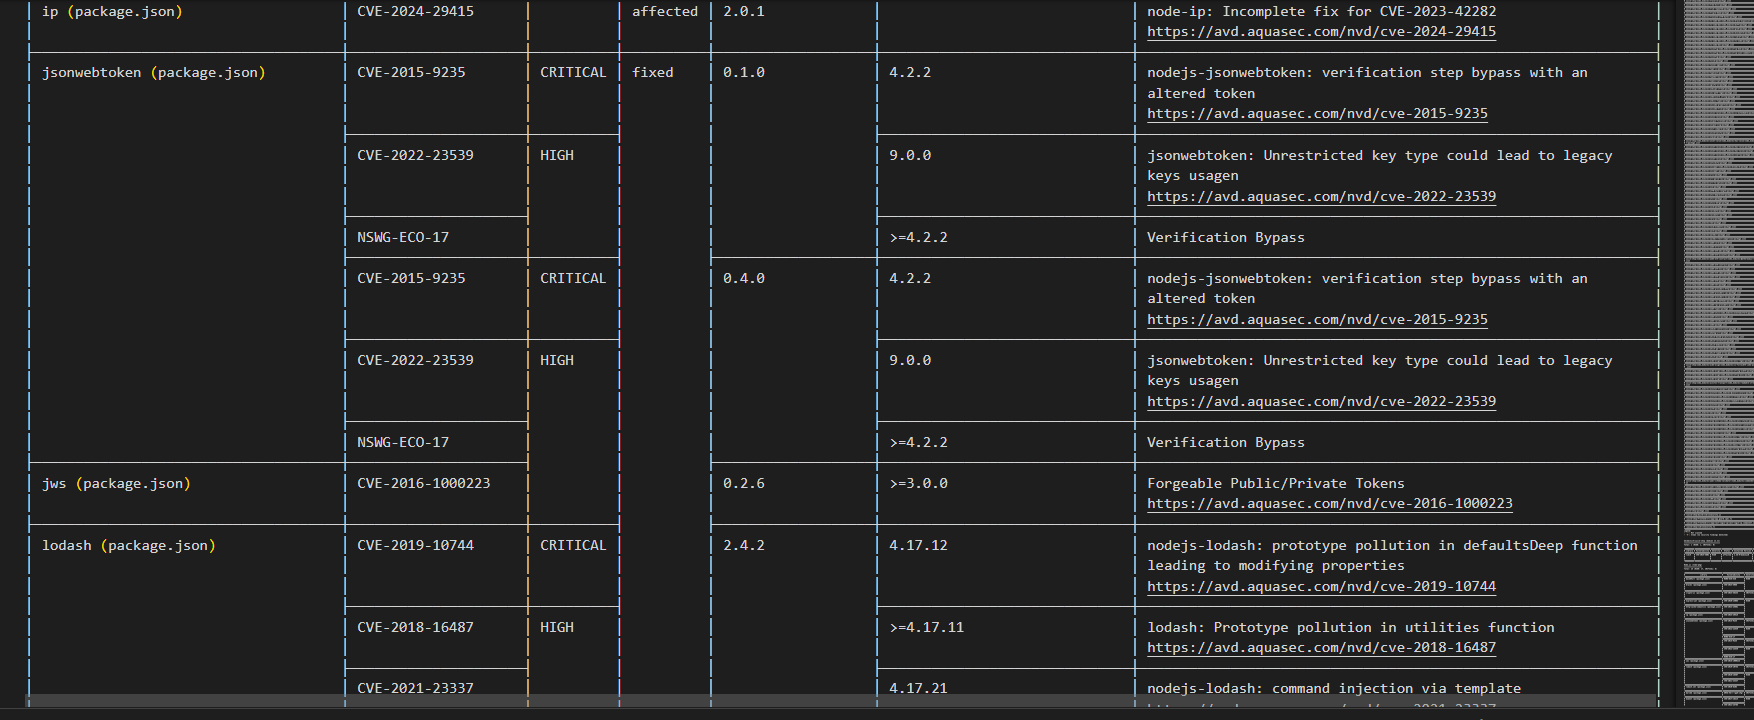 ip (package.json) CVE-2024-29415 affected 2.0.1 node-ip: Incomplete fix for CVE-2023-42282
https://avd.aquasec.com/nvd/cve-2024-29415
jsonwebtoken (package.json) CVE-2015-9235 CRITICAL fixed 0.1.0 4.2.2 nodejs-jsonwebtoken: verification step bypass with an
altered token
https://avd.aquasec.com/nvd/cve-2015-9235
CVE-2022-23539 HIGH 9.0.0 jsonwebtoken: Unrestricted key type could lead to legacy
keys usagen
https://avd.aquasec.com/nvd/cve-2022-23539
NSWG-ECO-17 >=4.2.2 Verification Bypass
CVE-2015-9235 CRITICAL 0.4.0 4.2.2 nodejs-jsonwebtoken: verification step bypass with an
altered token
https://avd.aquasec.com/nvd/cve-2015-9235
CVE-2022-23539 HIGH 9.0.0 jsonwebtoken: Unrestricted key type could lead to legacy
keys usagen
https://avd.aquasec.com/nvd/cve-2022-23539
NSWG-ECO-17 >=4.2.2 Verification Bypass
jws (package.json) CVE-2016-1000223 0.2.6 >=3.0.0 Forgeable Public/Private Tokens
https://avd.aquasec.com/nvd/cve-2016-1000223
lodash (package.json) CVE-2019-10744 CRITICAL 2.4.2 4.17.12 nodejs-lodash: prototype pollution in defaultsDeep function
leading to modifying properties
https://avd.aquasec.com/nvd/cve-2019-10744
CVE-2018-16487 HIGH >=4.17.11 lodash: Prototype pollution in utilities function
https://avd.aquasec.com/nvd/cve-2018-16487
CVE-2021-23337 4.17.21 nodejs-lodash: command injection via template